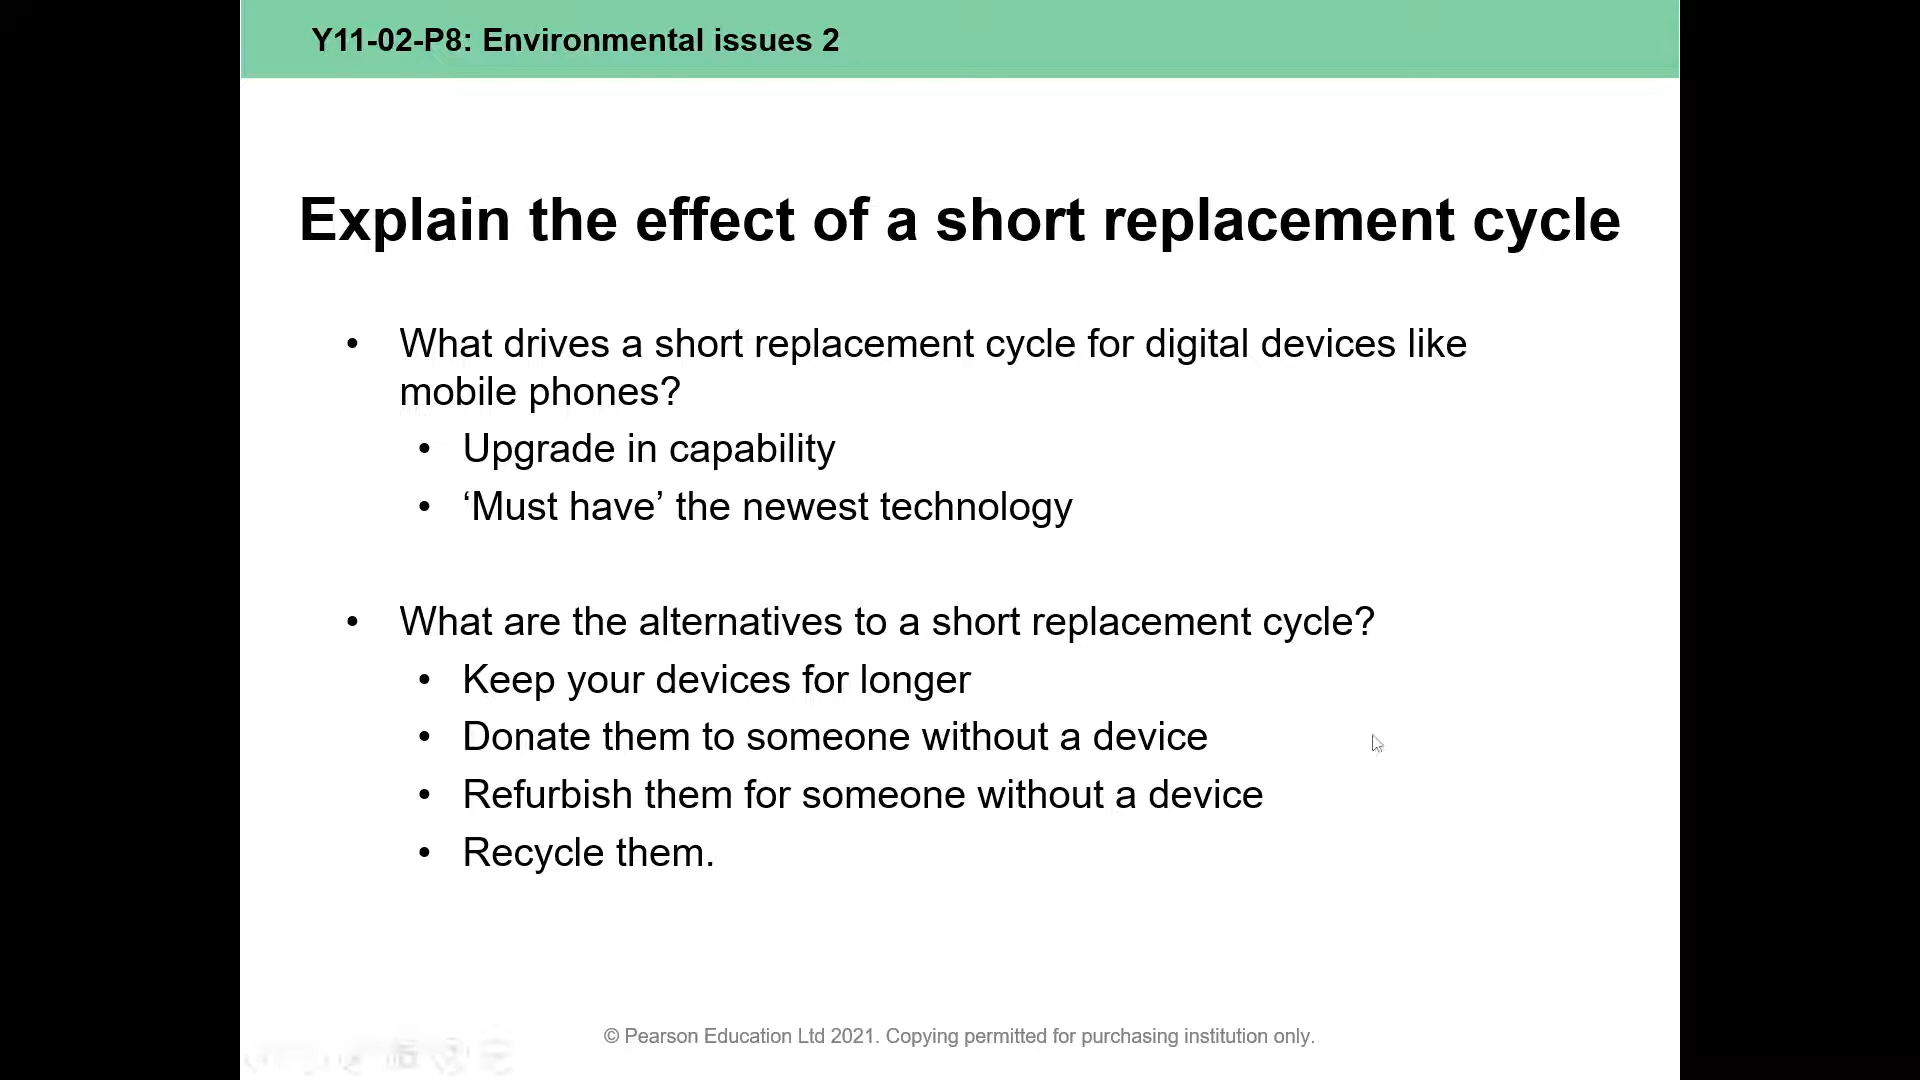 Y11-02-P8: Environmental issues 2
Explain the effect of a short replacement cycle
• What drives a short replacement cycle for digital devices like
mobile phones?
• Upgrade in capability
• ‘Must have’ the newest technology
• What are the alternatives to a short replacement cycle?
• Keep your devices for longer
• Donate them to someone without a device
• Refurbish them for someone without a device
• Recycle them.
© Pearson Education Ltd 2021. Copying permitted for purchasing institution only.